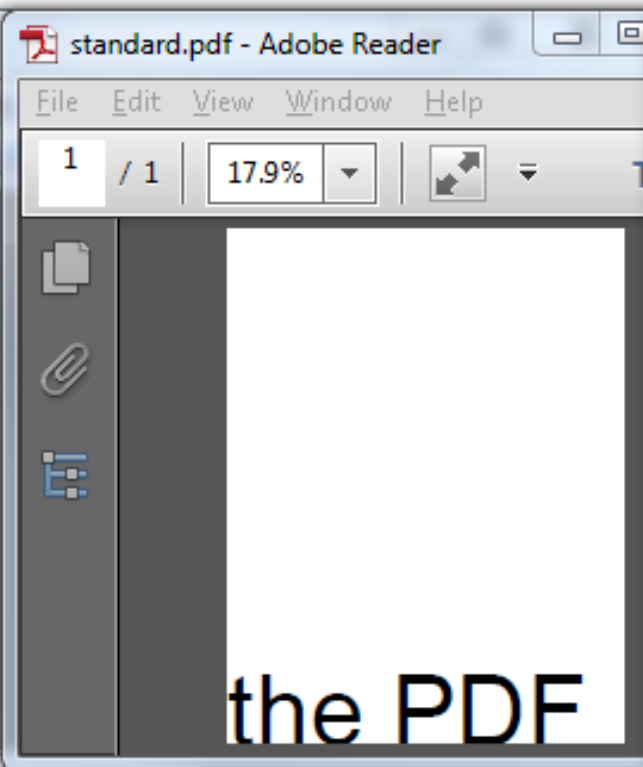 standard.pdf - Adobe Reader
File Edit View Window Help
1 / 1 17.9%
the PDF